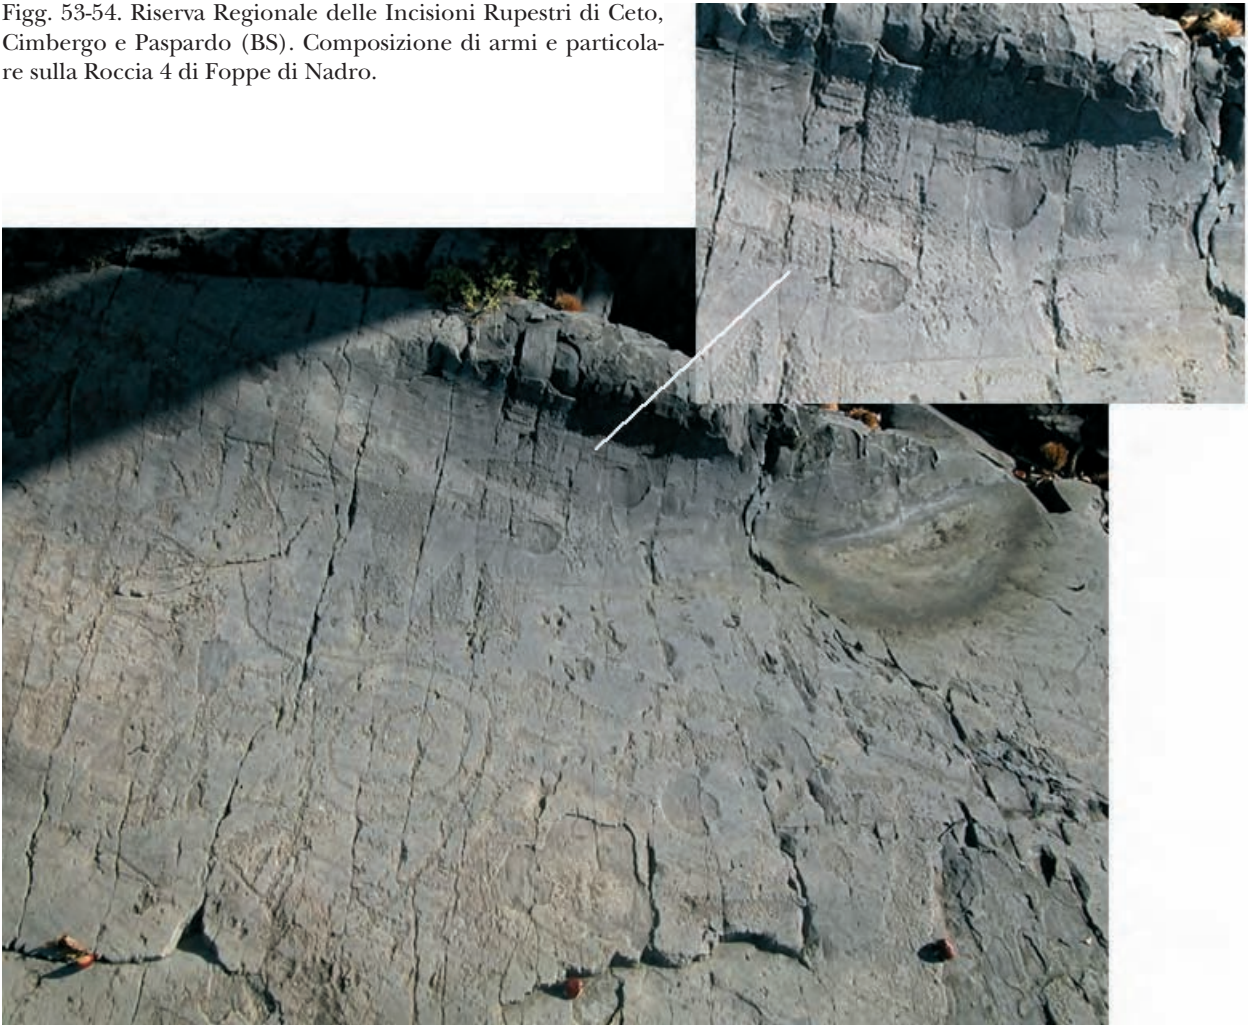 Figg. 53-54. Riserva Regionale delle Incisioni Rupestri di Ceto,
Cimbergo e Paspardo (BS). Composizione di armi e particola-
re sulla Roccia 4 di Foppe di Nadro.